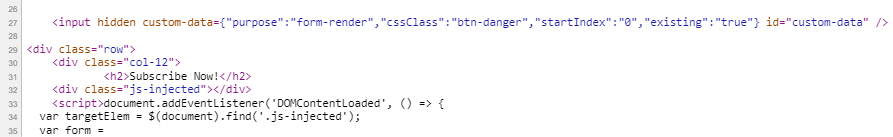 26
27 <input hidden custom-data={"purpose":"form-render","cssClass":"btn-danger","startIndex":"0","existing":"true"} id="custom-data" />
28
29 <div class="row">
30 <div class="col-12">
31 <h2>Subscribe Now!</h2>
32 <div class="js-injected"></div>
33 <script>document.addEventListener('DOMContentLoaded', () => {
34 var targetElem = $(document).find('.js-injected');
35 var form =